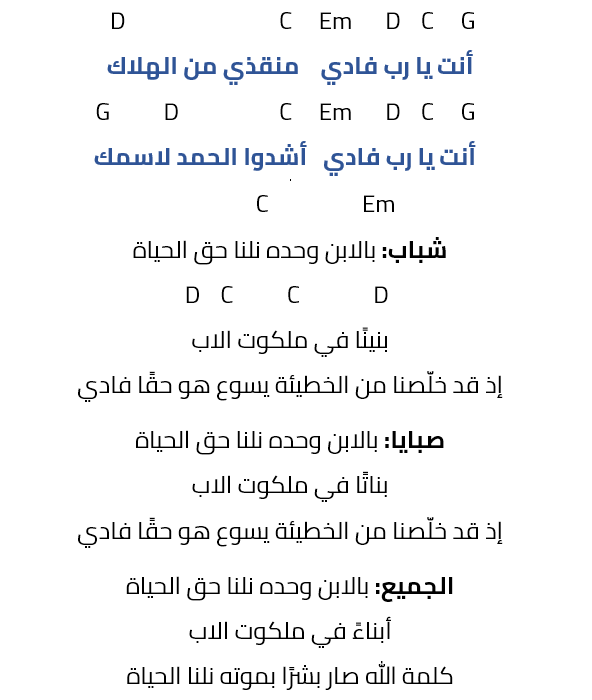 D C Em D C G
أنت يا رب فادي منقذي من الهلاك
G D C Em D C G
أنت يا رب فادي أشدوا الحمد لاسمك
C Em
شباب: بالابن وحده نلنا حق الحياة
D C C D
بنينًا في ملكوت الاب
إذ قد خلّصنا من الخطيئة يسوع هو حقًا فادي
صبايا: بالابن وحده نلنا حق الحياة
بناتًا في ملكوت الاب
إذ قد خلّصنا من الخطيئة يسوع هو حقًا فادي
الجميع: بالابن وحده نلنا حق الحياة
أبناءً في ملكوت الاب
كلمة الله صار بشرًا بموته نلنا الحياة